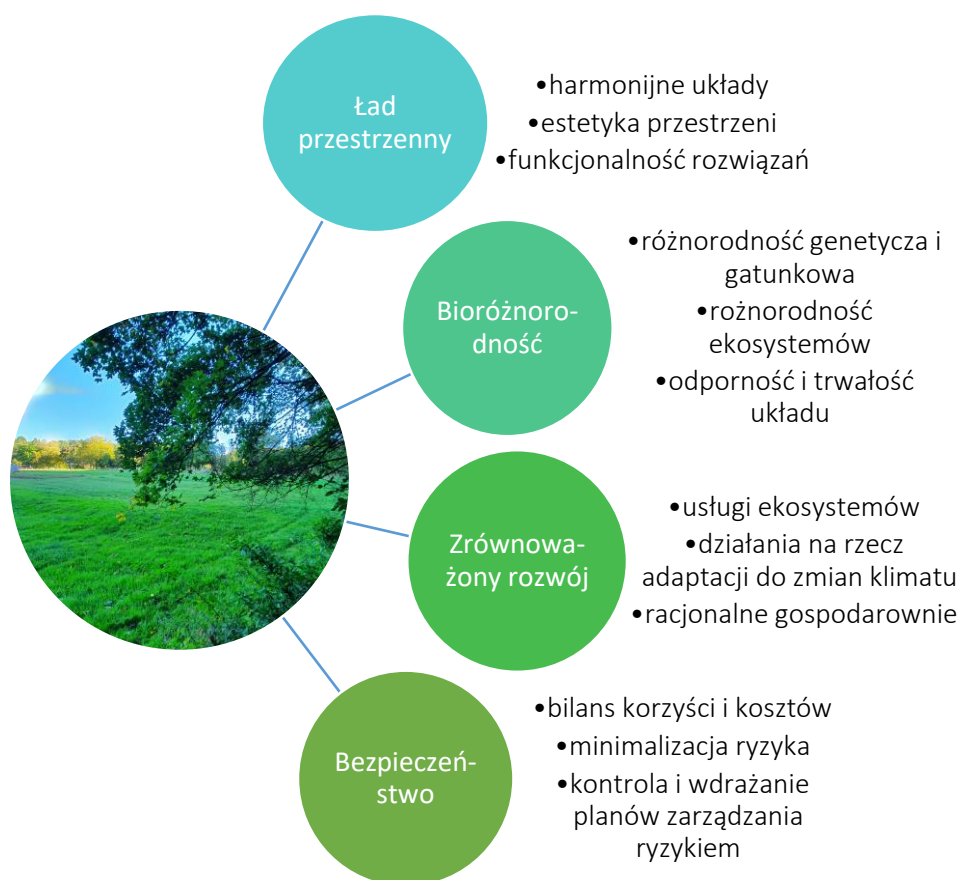 Ład
przestrzenny
•harmonijne układy
•estetyka przestrzeni
•funkcjonalność rozwiązań
Bioróżnoro-
dność
•różnorodność genetycza i
gatunkowa
•rożnorodność
ekosystemów
•odporność i trwałość
układu
Zrównowa-
żony rozwój
•usługi ekosystemów
•działania na rzecz
adaptacji do zmian klimatu
•racjonalne gospodarownie
Bezpieczeń-
stwo
•bilans korzyści i kosztów
•minimalizacja ryzyka
•kontrola i wdrażanie
planów zarządzania
ryzykiem